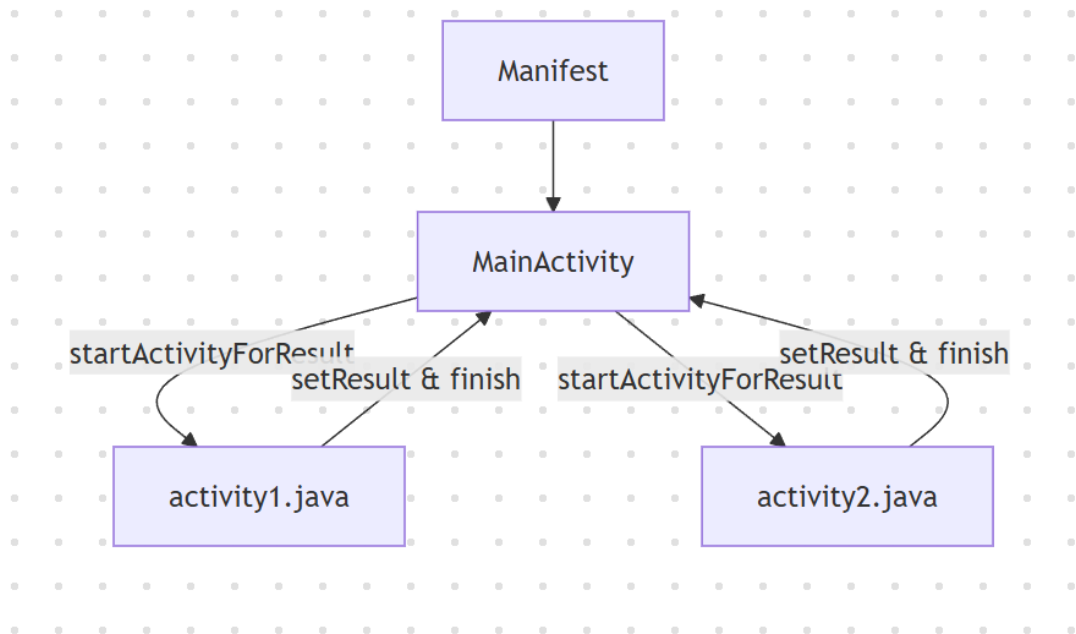 Manifest
MainActivity
startActivityForResult
setResult & finish
startActivityForResult
setResult & finish
activity1.java
activity2.java